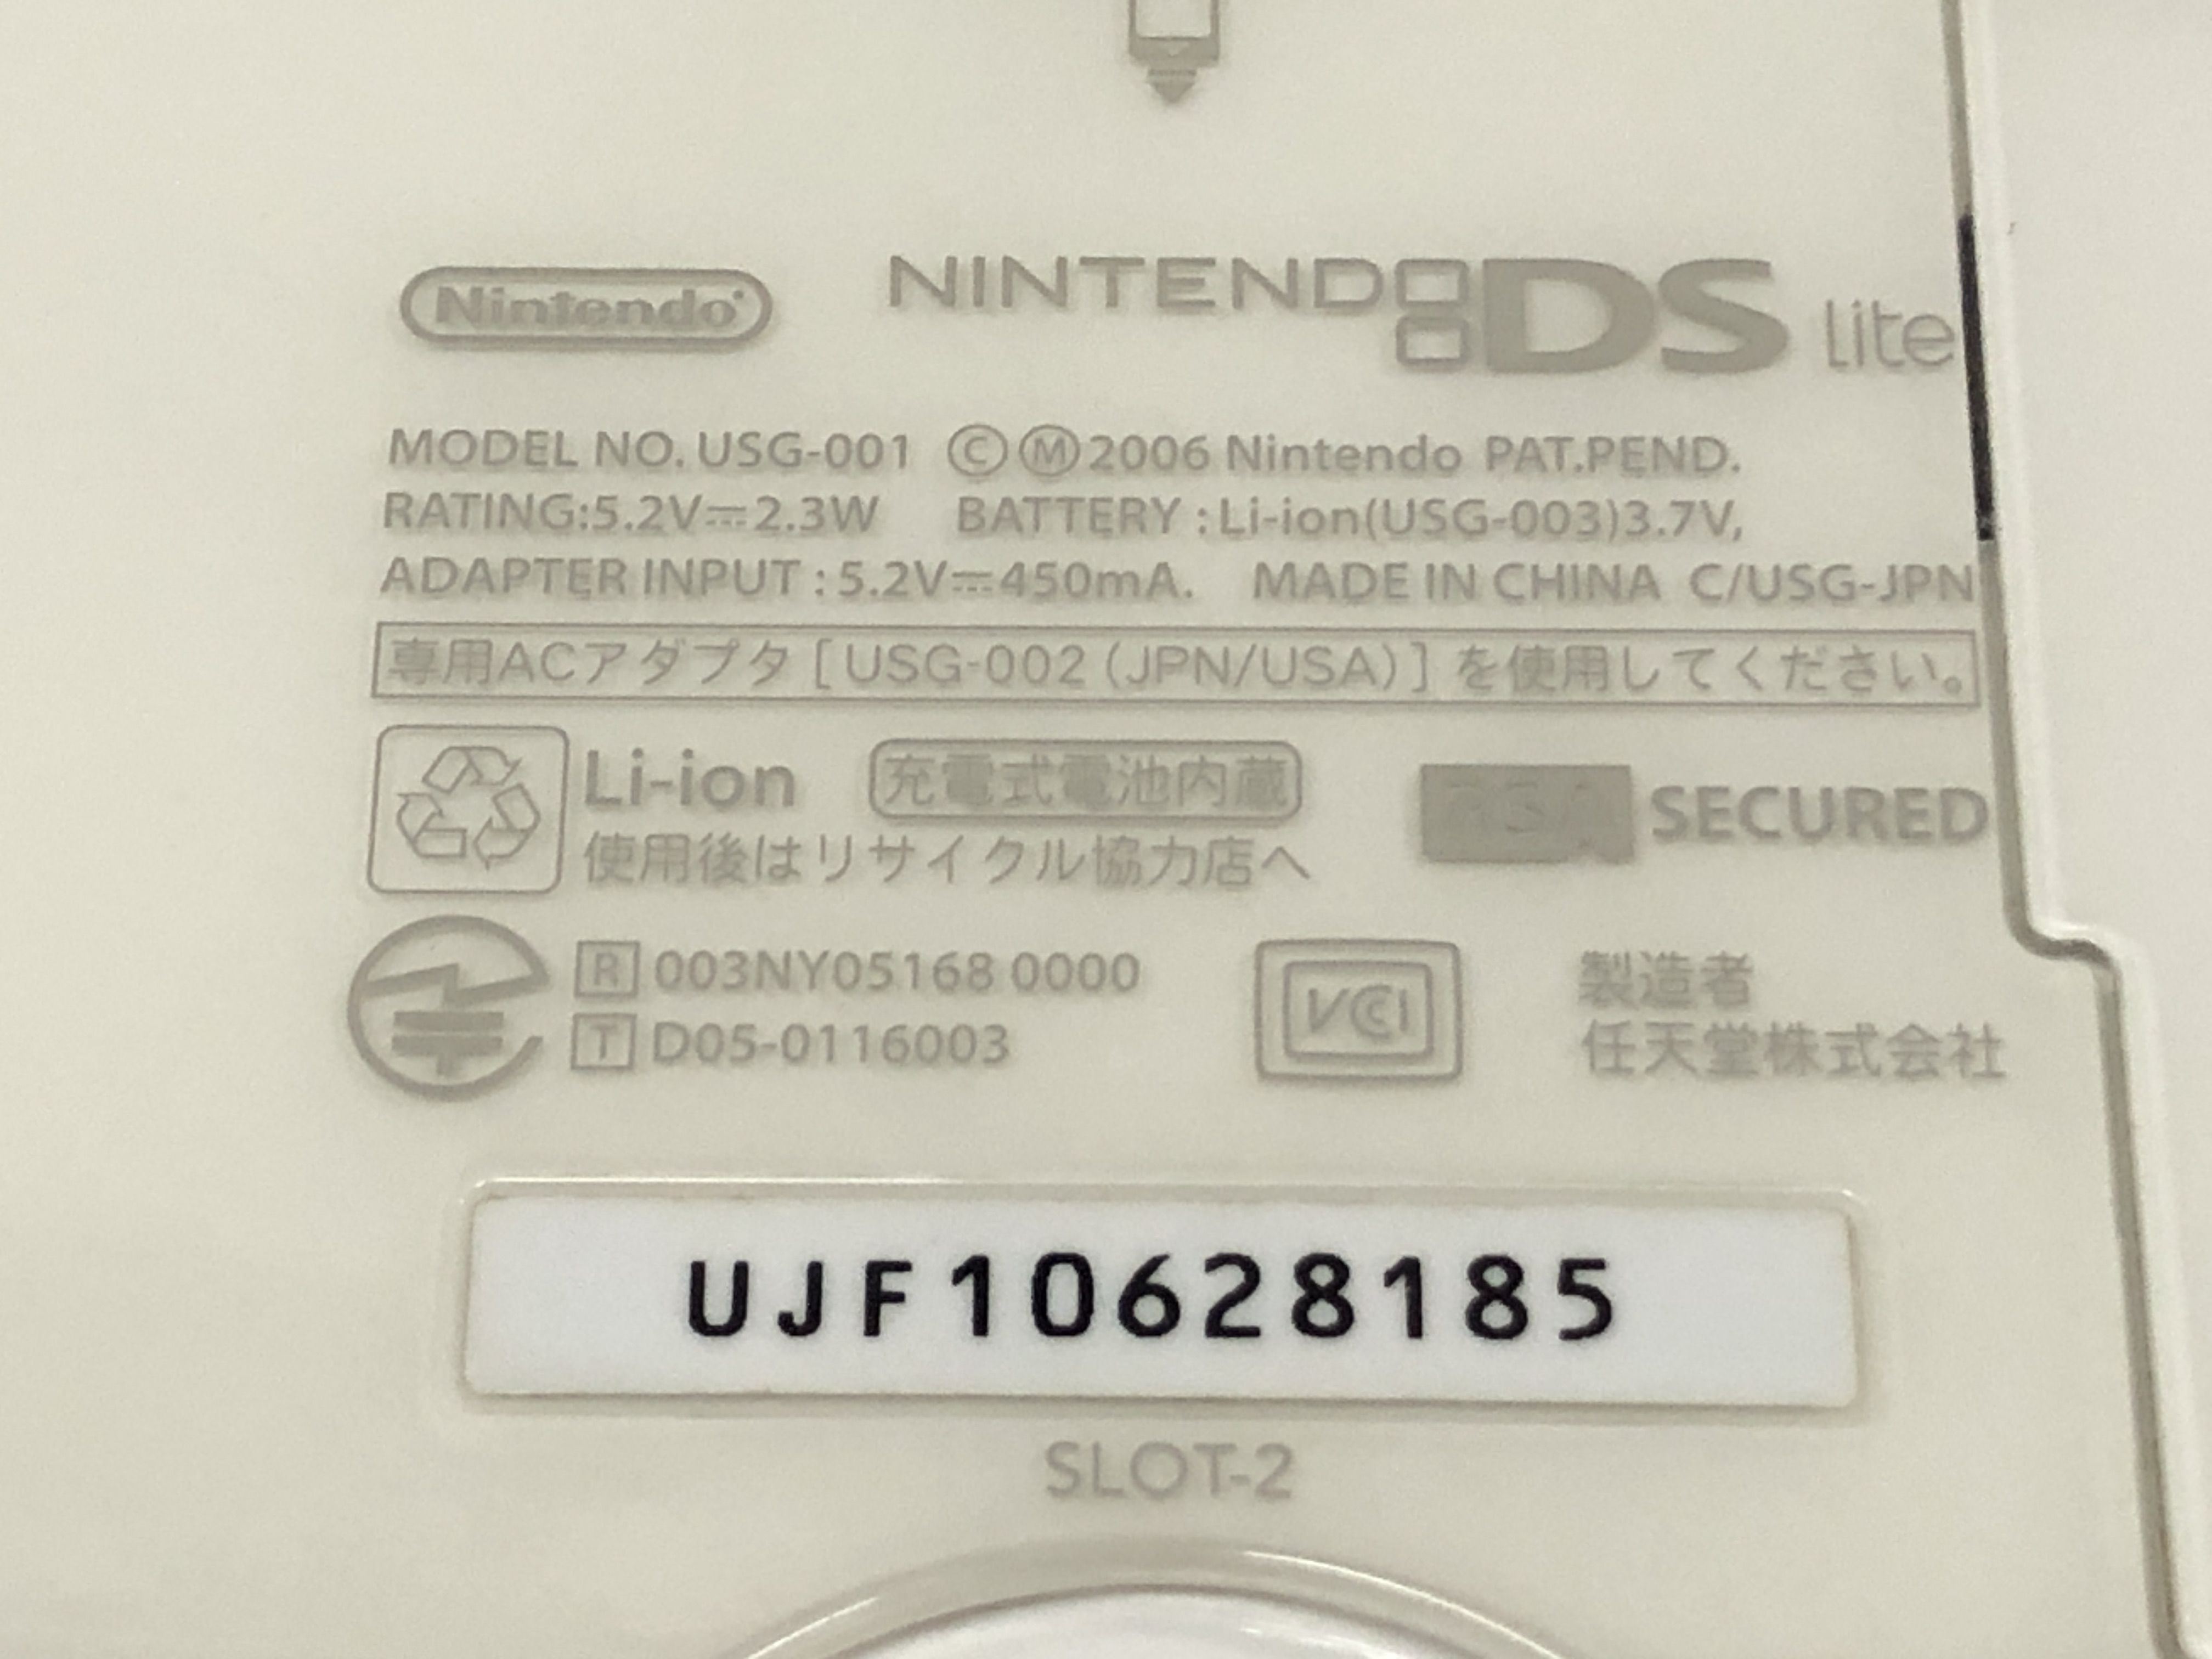 Nintendo
NINTENDO DS lite
MODEL NO. USG-001 ©Ⓜ2006 Nintendo PAT.PEND.
RATING:5.2V⎓2.3W BATTERY : Li-ion(USG-003)3.7V,
ADAPTER INPUT : 5.2V⎓450mA. MADE IN CHINA C/USG-JPN
専用ACアダプタ [ USG-002 (JPN/USA) ] を使用してください。
Li-ion 充電式電池内蔵
使用後はリサイクル協力店へ
RSA SECURED
R 003NY05168 0000
T D05-0116003
VCCI
製造者
任天堂株式会社
UJF10628185
SLOT-2